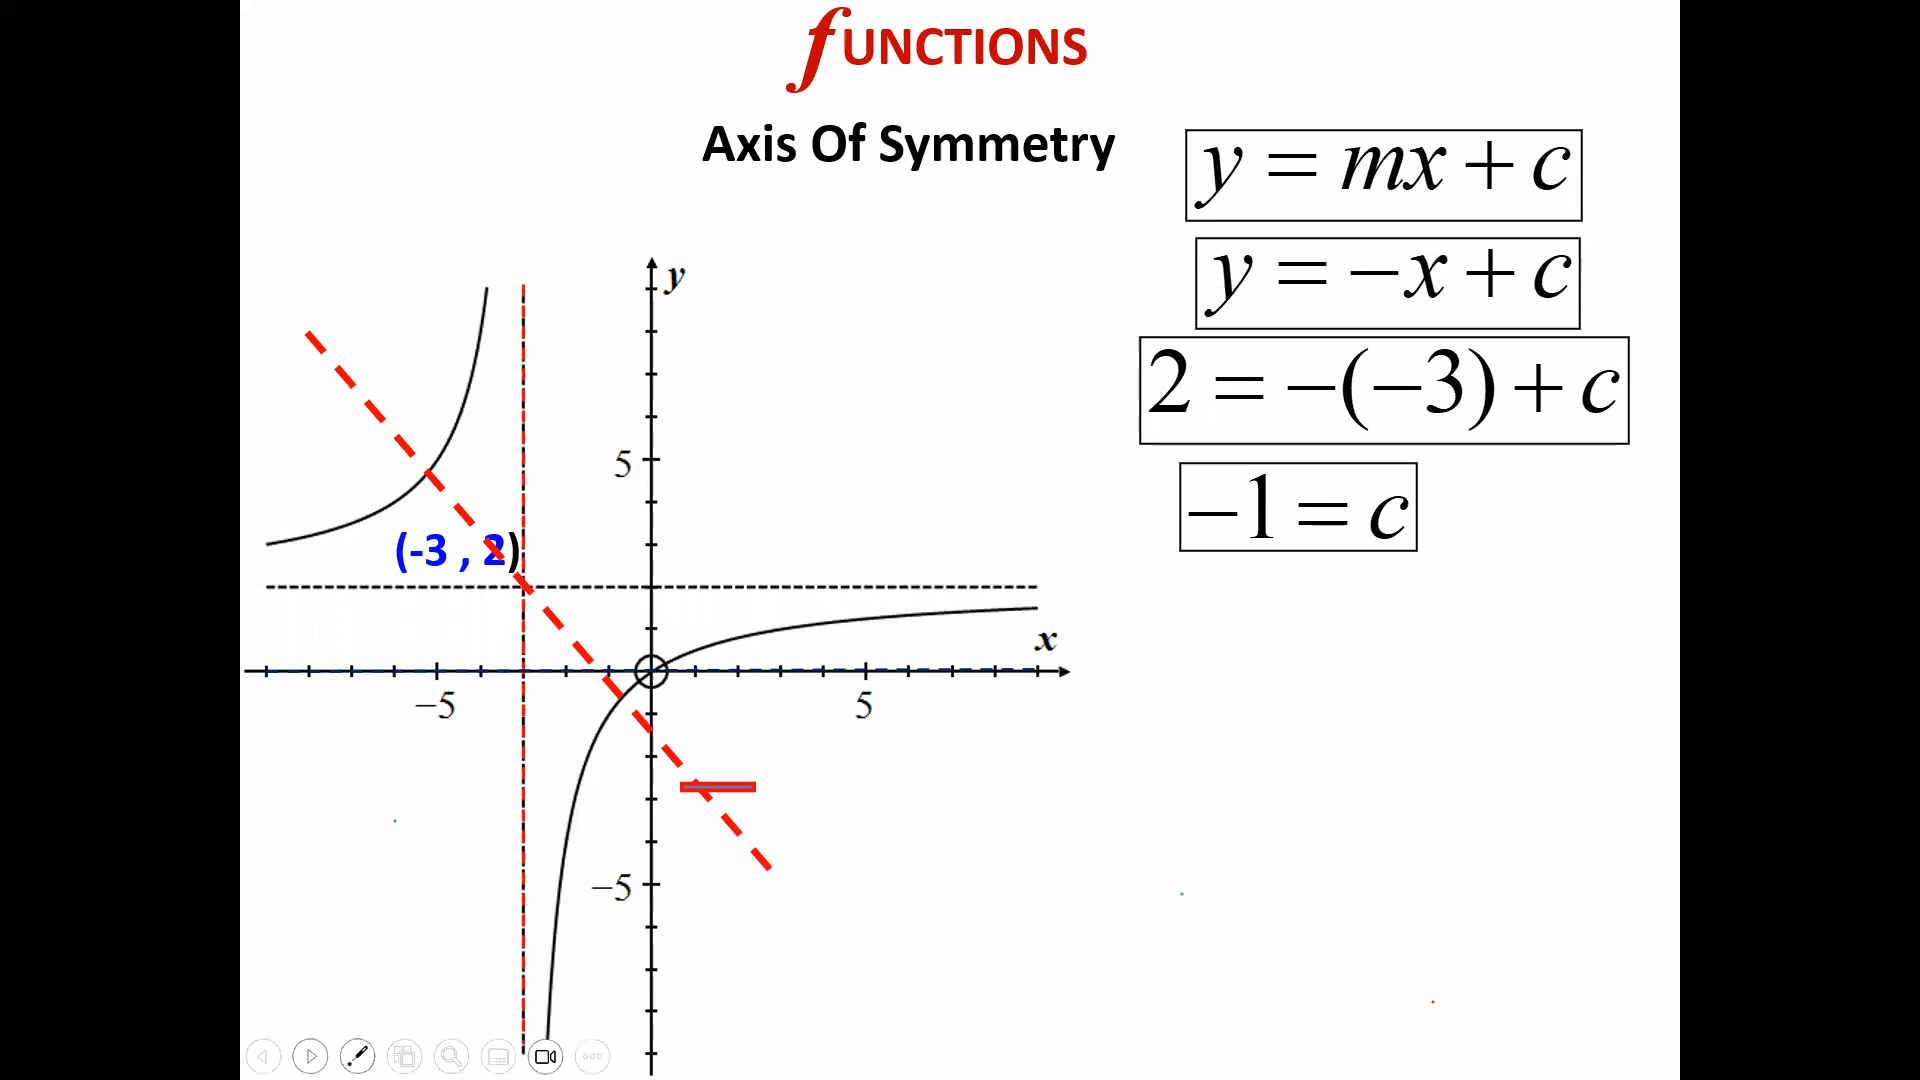 fUNCTIONS
Axis Of Symmetry
y = mx + c
y = −x + c
2 = −(−3) + c
−1 = c
y
5
(-3 , 2)
x
−5
5
−5